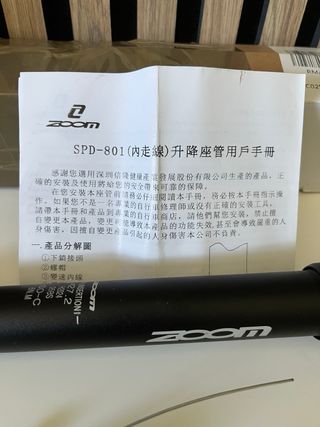 ZOOM
SPD-801(內走線)升降座管用戶手冊
感謝您選用深圳信隆健康產業發展股份有限公司生產的產品，正
確的安裝及使用將給您的安全帶來可靠的保障。
在您安裝本座管前請務必仔細閱讀本手冊，務必按本手冊指示操
作。如果您不是一名專業的自行車修理師或沒有正確的安裝工具，
請帶本手冊和產品到專業的自行車商店，請他們幫您安裝，禁止擅
自變更產品，變更可能導致本產品的功能失效，甚至會導致嚴重的人
身傷害，因擅自變更產品引起的人身傷害本公司不負責。
一.產品分解圖
①下鎖接頭
②螺帽
③變速內線
ZOOM
ZOOM
27.2